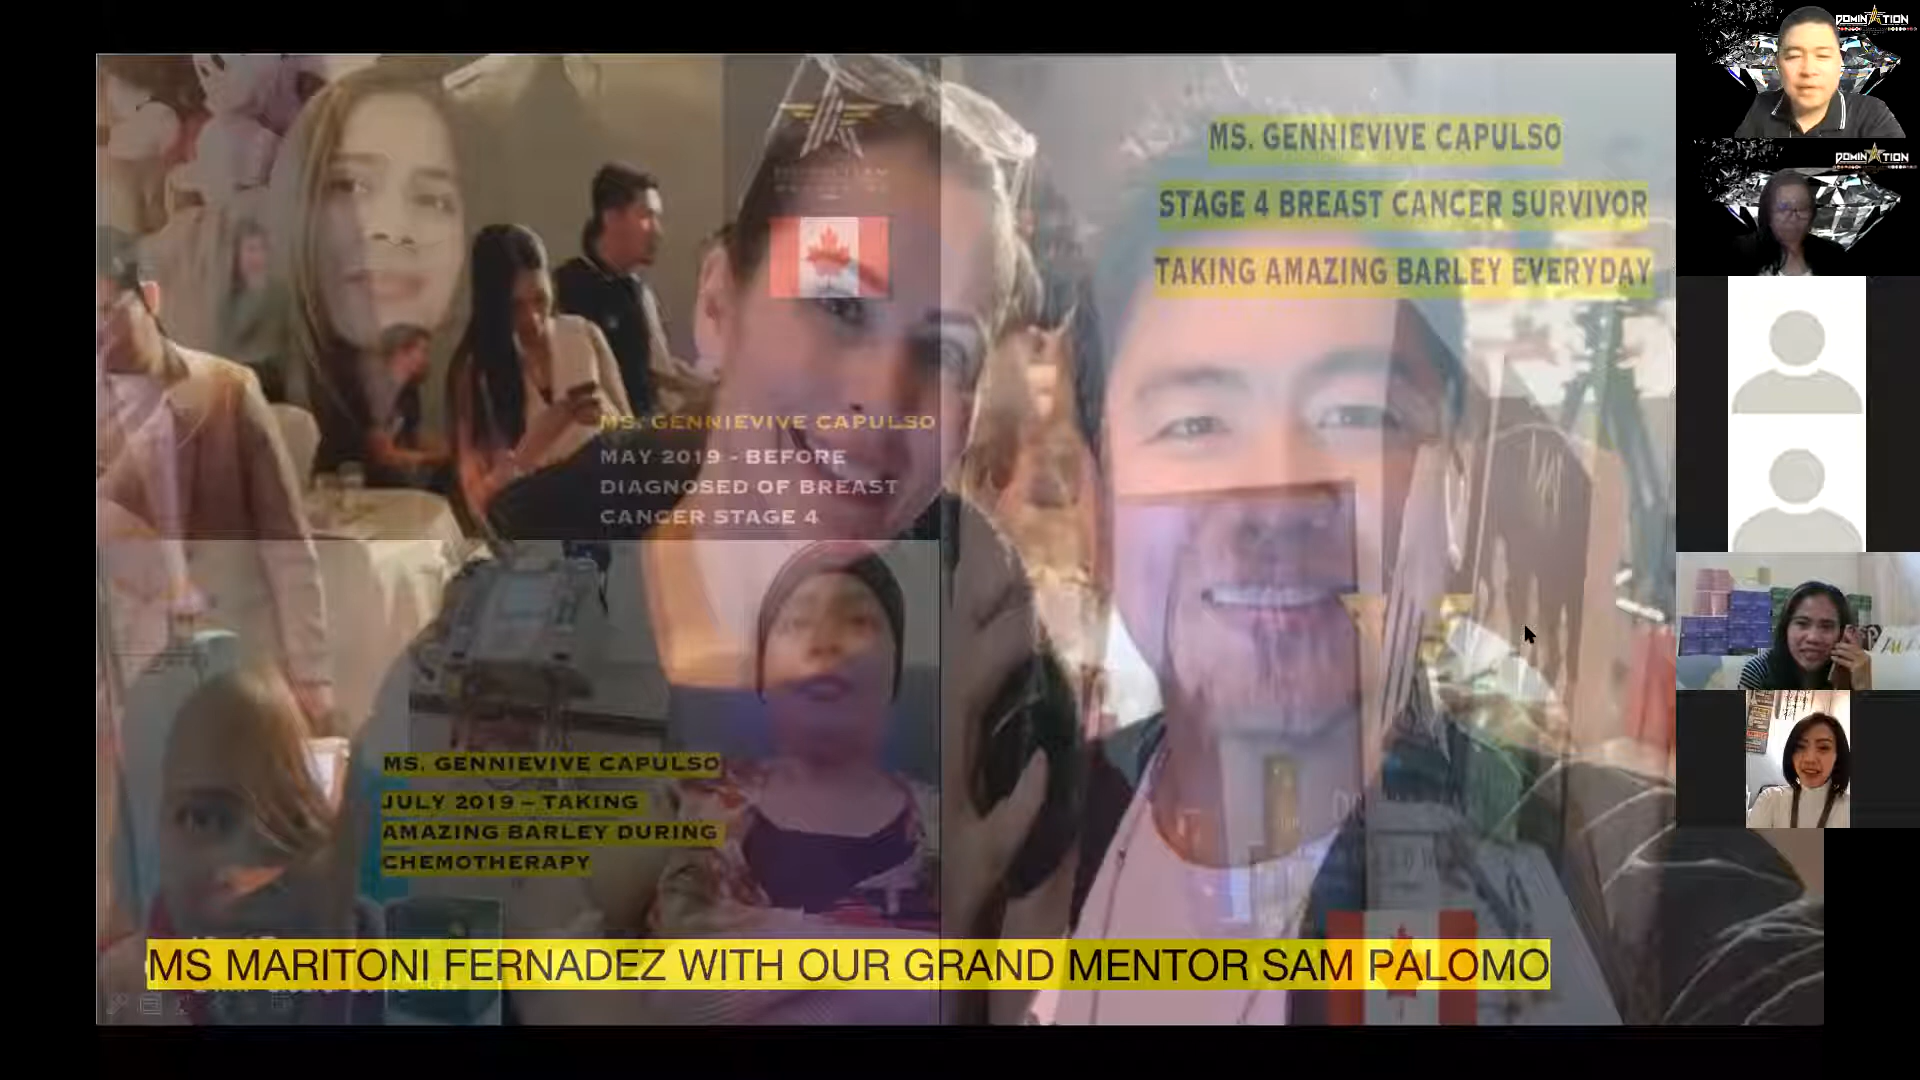 DOMINATION
MS. GENNIEVIVE CAPULSO
STAGE 4 BREAST CANCER SURVIVOR
TAKING AMAZING BARLEY EVERYDAY
DOMINATION
MS. GENNIEVIVE CAPULSO
MAY 2019 - BEFORE
DIAGNOSED OF BREAST
CANCER STAGE 4
MS. GENNIEVIVE CAPULSO
JULY 2019 – TAKING
AMAZING BARLEY DURING
CHEMOTHERAPY
MS MARITONI FERNADEZ WITH OUR GRAND MENTOR SAM PALOMO